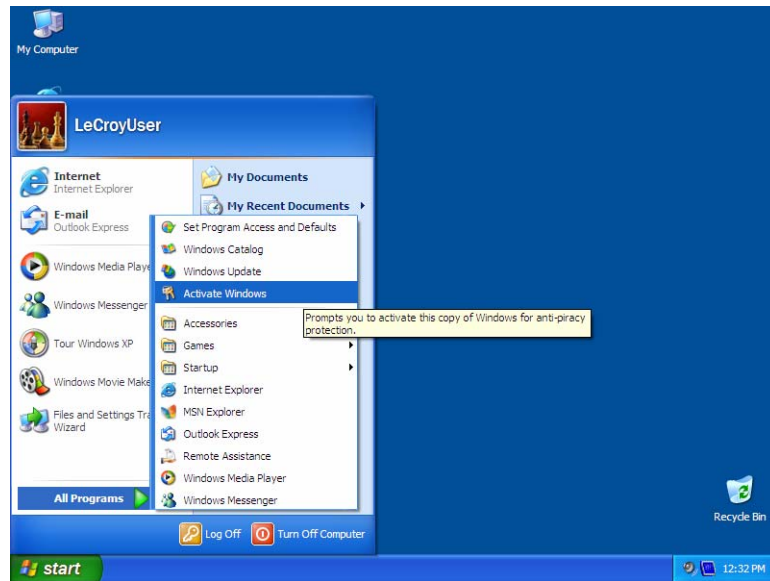 My Computer
LeCroyUser
Internet
Internet Explorer
E-mail
Outlook Express
Windows Media Playe
Windows Messenger
Tour Windows XP
Windows Movie Make
Files and Settings Tra
Wizard
All Programs
My Documents
My Recent Documents
Set Program Access and Defaults
Windows Catalog
Windows Update
Activate Windows
Prompts you to activate this copy of Windows for anti-piracy
protection.
Accessories
Games
Startup
Internet Explorer
MSN Explorer
Outlook Express
Remote Assistance
Windows Media Player
Windows Messenger
Log Off
Turn Off Computer
Recycle Bin
start
12:32 PM